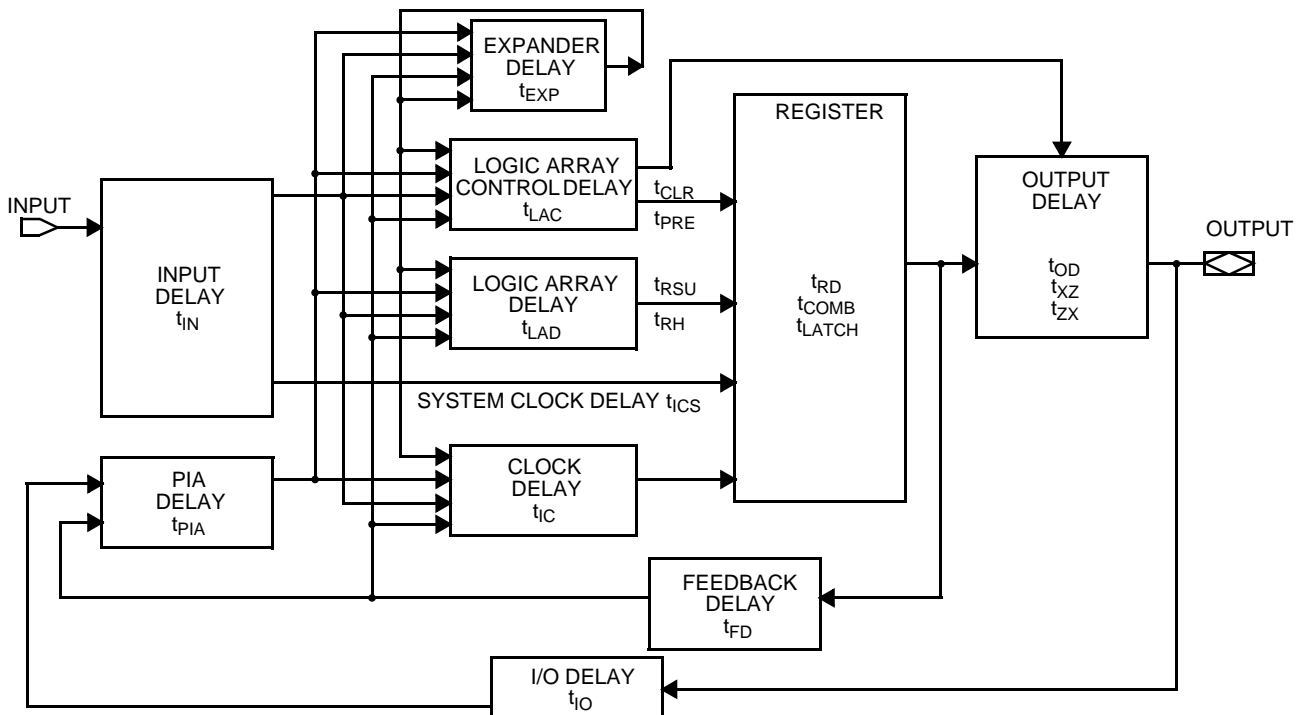 EXPANDER
DELAY
tEXP
REGISTER
LOGIC ARRAY
CONTROL DELAY
tLAC
tCLR
tPRE
OUTPUT
DELAY
tOD
tXZ
tZX
INPUT
OUTPUT
INPUT
DELAY
tIN
LOGIC ARRAY
DELAY
tLAD
tRSU
tRH
tRD
tCOMB
tLATCH
SYSTEM CLOCK DELAY tICS
PIA
DELAY
tPIA
CLOCK
DELAY
tIC
FEEDBACK
DELAY
tFD
I/O DELAY
tIO